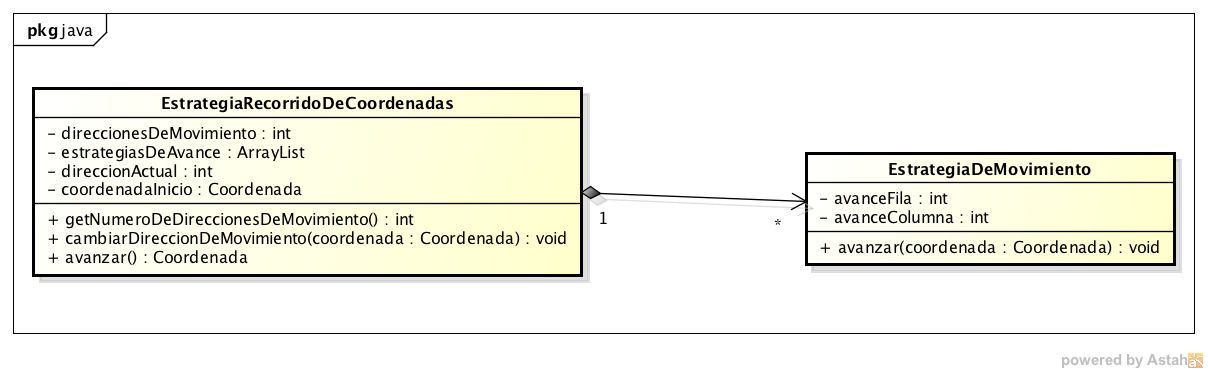 pkg java
EstrategiaRecorridoDeCoordenadas
- direccionesDeMovimiento : int
- estrategiasDeAvance : ArrayList
- direccionActual : int
- coordenadaInicio : Coordenada
+ getNumeroDeDireccionesDeMovimiento() : int
+ cambiarDireccionDeMovimiento(coordenada : Coordenada) : void
+ avanzar() : Coordenada
1
*
EstrategiaDeMovimiento
- avanceFila : int
- avanceColumna : int
+ avanzar(coordenada : Coordenada) : void
powered by Astah